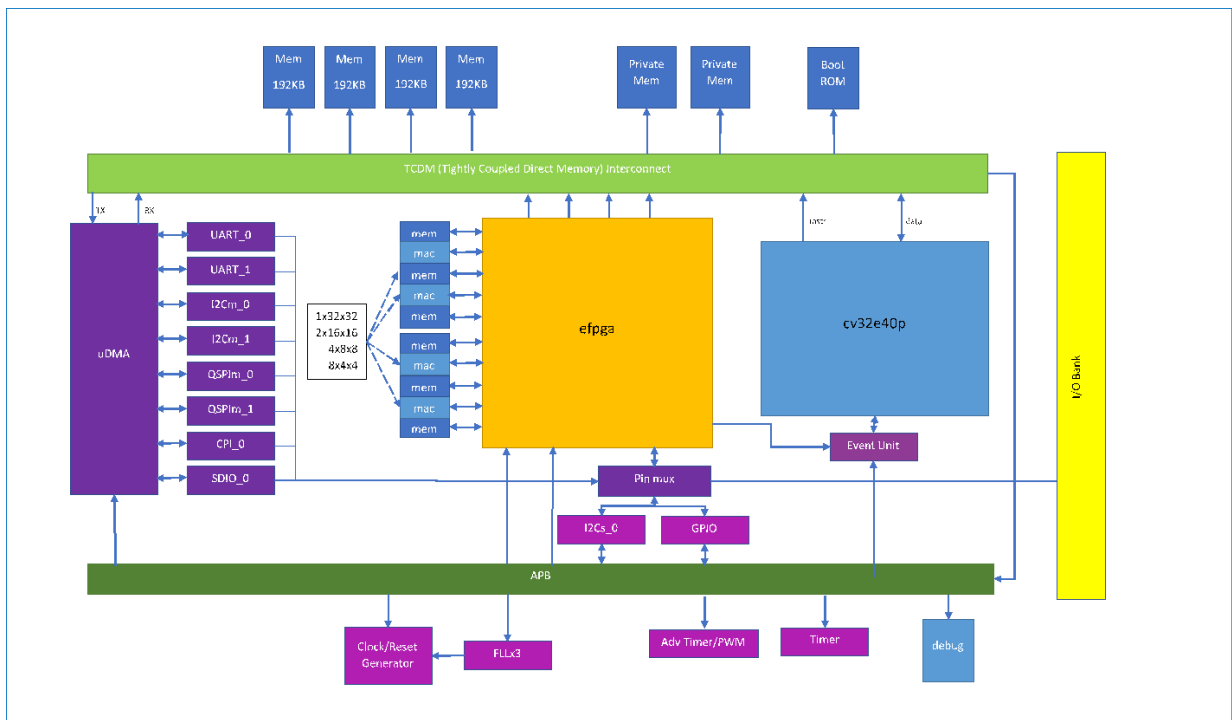 Mem
192KB
Mem
192KB
Mem
192KB
Mem
192KB
Private
Mem
Private
Mem
Boot
ROM
TCDM (Tightly Coupled Direct Memory) Interconnect
TX
RX
instr
data
uDMA
UART_0
UART_1
I2Cm_0
I2Cm_1
QSPIm_0
QSPIm_1
CPI_0
SDIO_0
1x32x32
2x16x16
4x8x8
8x4x4
mem
mac
mem
mac
mem
mem
mac
mem
mac
mem
efpga
cv32e40p
I/O Bank
Event Unit
Pin mux
I2Cs_0
GPIO
APB
Clock/Reset
Generator
FLLx3
Adv Timer/PWM
Timer
debug